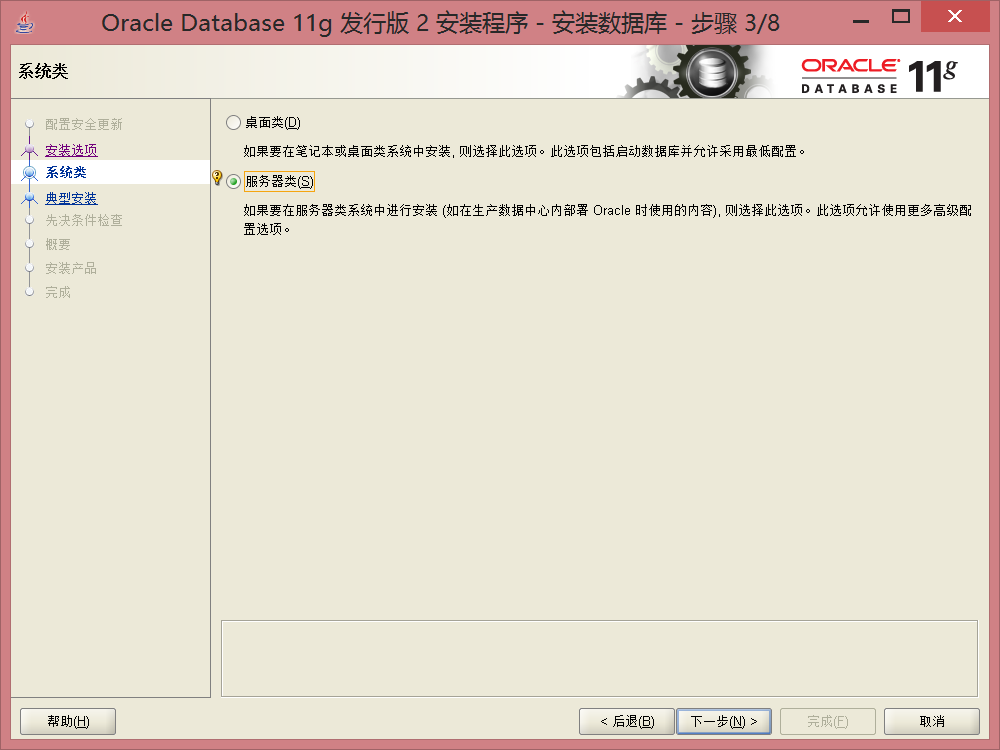 Oracle Database 11g 发行版 2 安装程序 - 安装数据库 - 步骤 3/8
系统类
ORACLE 11g
DATABASE
配置安全更新
安装选项
系统类
典型安装
先决条件检查
概要
安装产品
完成
桌面类(D)
如果要在笔记本或桌面类系统中安装, 则选择此选项。此选项包括启动数据库并允许采用最低配置。
服务器类(S)
如果要在服务器类系统中进行安装 (如在生产数据中心内部署 Oracle 时使用的内容), 则选择此选项。此选项允许使用更多高级配
置选项。
帮助(H)
< 后退(B)
下一步(N) >
完成(F)
取消